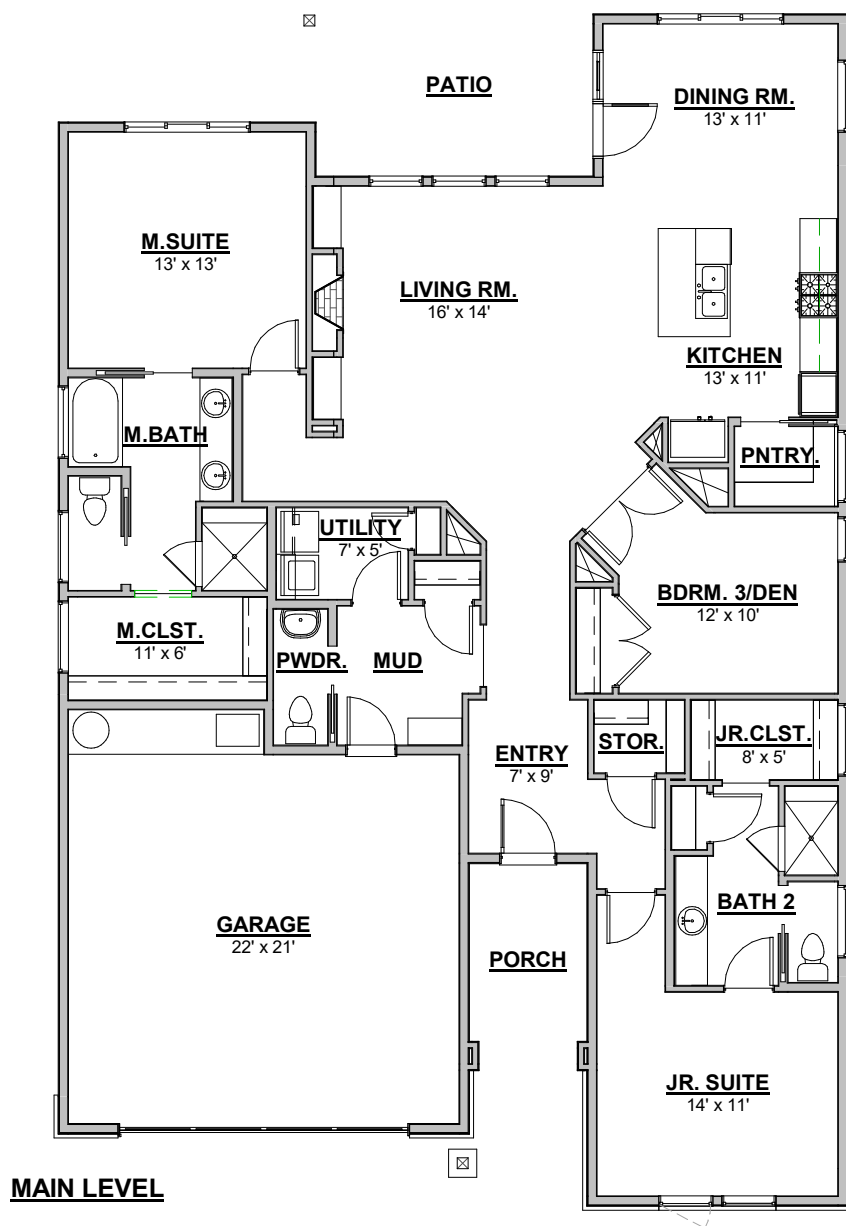 PATIO
DINING RM.
13' x 11'
M.SUITE
13' x 13'
LIVING RM.
16' x 14'
KITCHEN
13' x 11'
M.BATH
PNTRY.
UTILITY
7' x 5'
BDRM. 3/DEN
12' x 10'
M.CLST.
11' x 6'
PWDR.
MUD
ENTRY
7' x 9'
STOR.
JR.CLST.
8' x 5'
BATH 2
GARAGE
22' x 21'
PORCH
JR. SUITE
14' x 11'
MAIN LEVEL